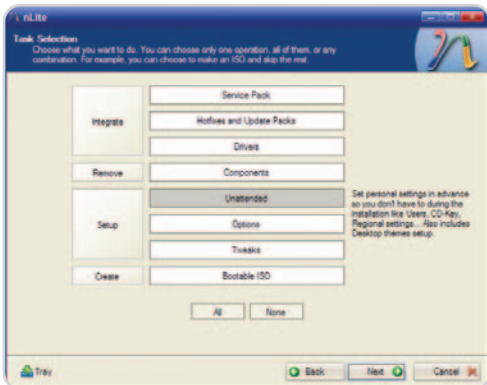 nLite
Task Selection
Choose what you want to do. You can choose only one operation, all of them, or any
combination. For example, you can choose to make an ISO and skip the rest.
Integrate
Service Pack
Hotfixes and Update Packs
Drivers
Remove
Components
Setup
Unattended
Options
Tweaks
Set personal settings in advance
so you don't have to during the
installation like Users, CD-Key,
Regional settings... Also includes
Desktop themes setup.
Create
Bootable ISO
All
None
Tray
Back
Next
Cancel